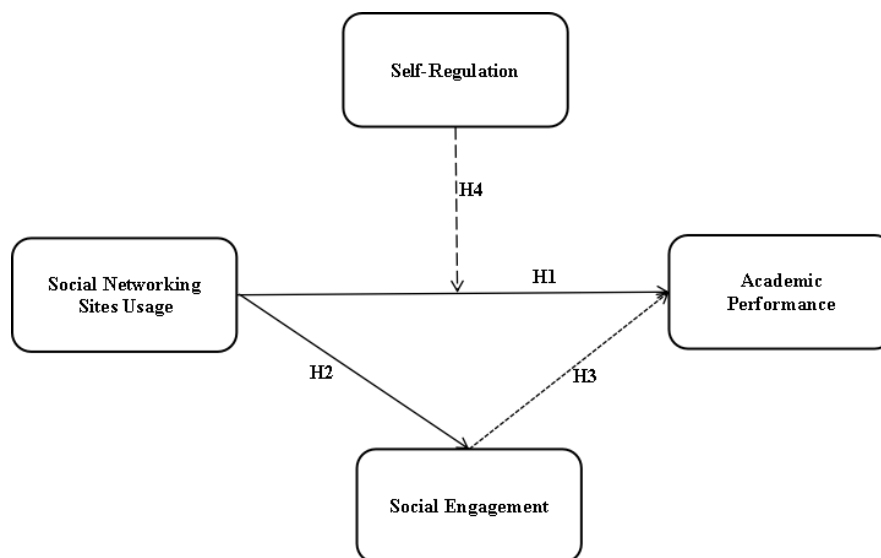 Self-Regulation
H4
Social Networking
Sites Usage
H1
Academic
Performance
H2
H3
Social Engagement